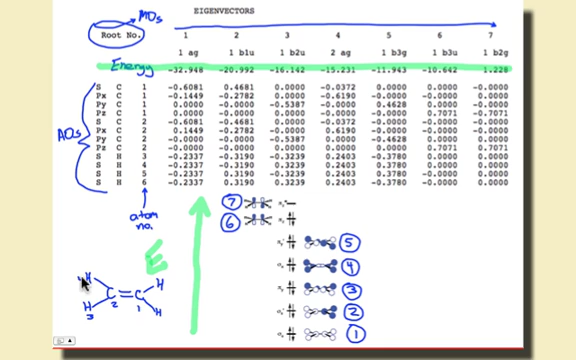 EIGENVECTORS
MOs
Root No. 1 2 3 4 5 6 7
1 ag 1 b1u 1 b2u 2 ag 1 b3g 1 b3u 1 b2g
Energy -32.948 -20.992 -16.142 -15.231 -11.943 -10.642 1.228
S C 1 -0.6081 0.4681 0.0000 -0.0372 0.0000 0.0000 -0.0000
Px C 1 -0.1449 -0.2782 0.0000 -0.6190 -0.0000 0.0000 -0.0000
Py C 1 0.0000 -0.0000 -0.5387 -0.0000 0.4628 -0.0000 0.0000
Pz C 1 0.0000 0.0000 0.0000 0.0000 0.0000 0.7071 -0.7071
S C 2 -0.6081 -0.4681 0.0000 -0.0372 -0.0000 0.0000 0.0000
Px C 2 0.1449 -0.2782 -0.0000 0.6190 0.0000 -0.0000 0.0000
Py C 2 -0.0000 -0.0000 -0.5387 -0.0000 -0.4628 -0.0000 0.0000
Pz C 2 -0.0000 0.0000 0.0000 0.0000 0.0000 0.7071 0.7071
S H 3 -0.2337 -0.3190 -0.3239 0.2403 -0.3780 -0.0000 0.0000
S H 4 -0.2337 -0.3190 0.3239 0.2403 0.3780 0.0000 0.0000
S H 5 -0.2337 0.3190 -0.3239 0.2403 0.3780 0.0000 0.0000
S H 6 -0.2337 0.3190 0.3239 0.2403 -0.3780 -0.0000 0.0000
AOs
atom
no.
7
6
5
4
3
2
1
E
H
H
C
C
H
H
3
2
1